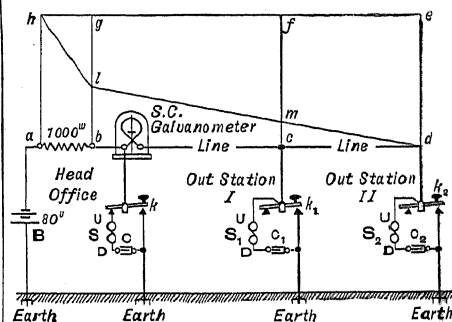 h g f e
l
S.C.
Galvanometer
m
a 1000ʷ b Line c Line d
Head
Office
Out Station
I
Out Station
II
k k₁ k₂
80ᵛ
B
U S C D
U S₁ C₁ D
U S₂ C₂ D
Earth Earth Earth Earth